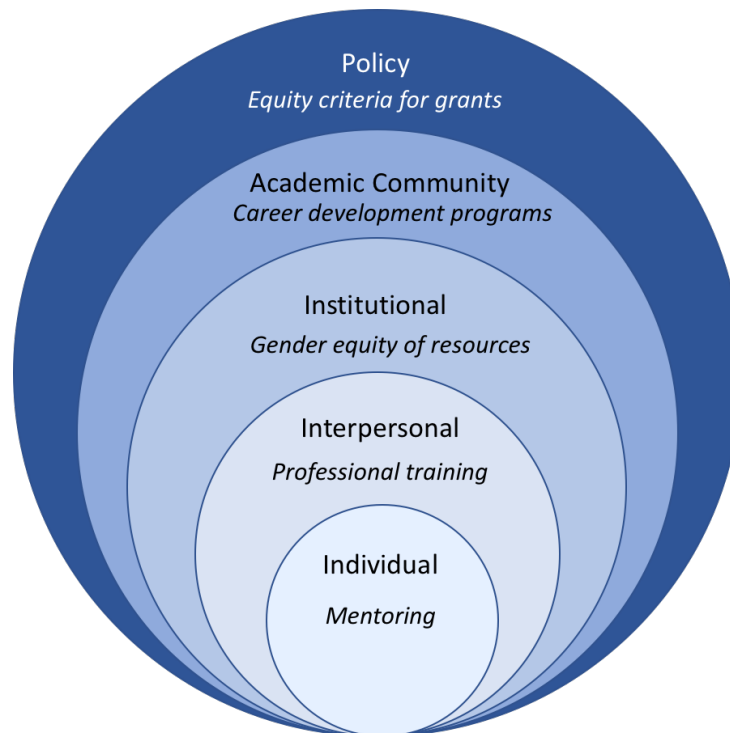 Policy
Equity criteria for grants
Academic Community
Career development programs
Institutional
Gender equity of resources
Interpersonal
Professional training
Individual
Mentoring